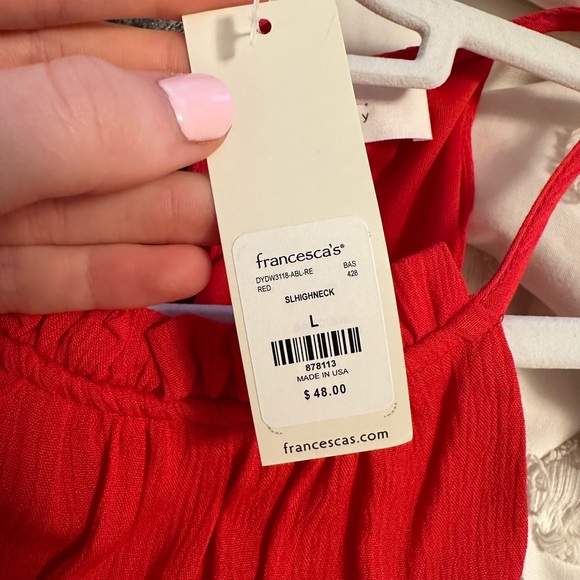 y
francesca's®
DYDW3118-ABL-RE BAS
RED 428
SLHIGHNECK
L
878113
MADE IN USA
$ 48.00
francescas.com